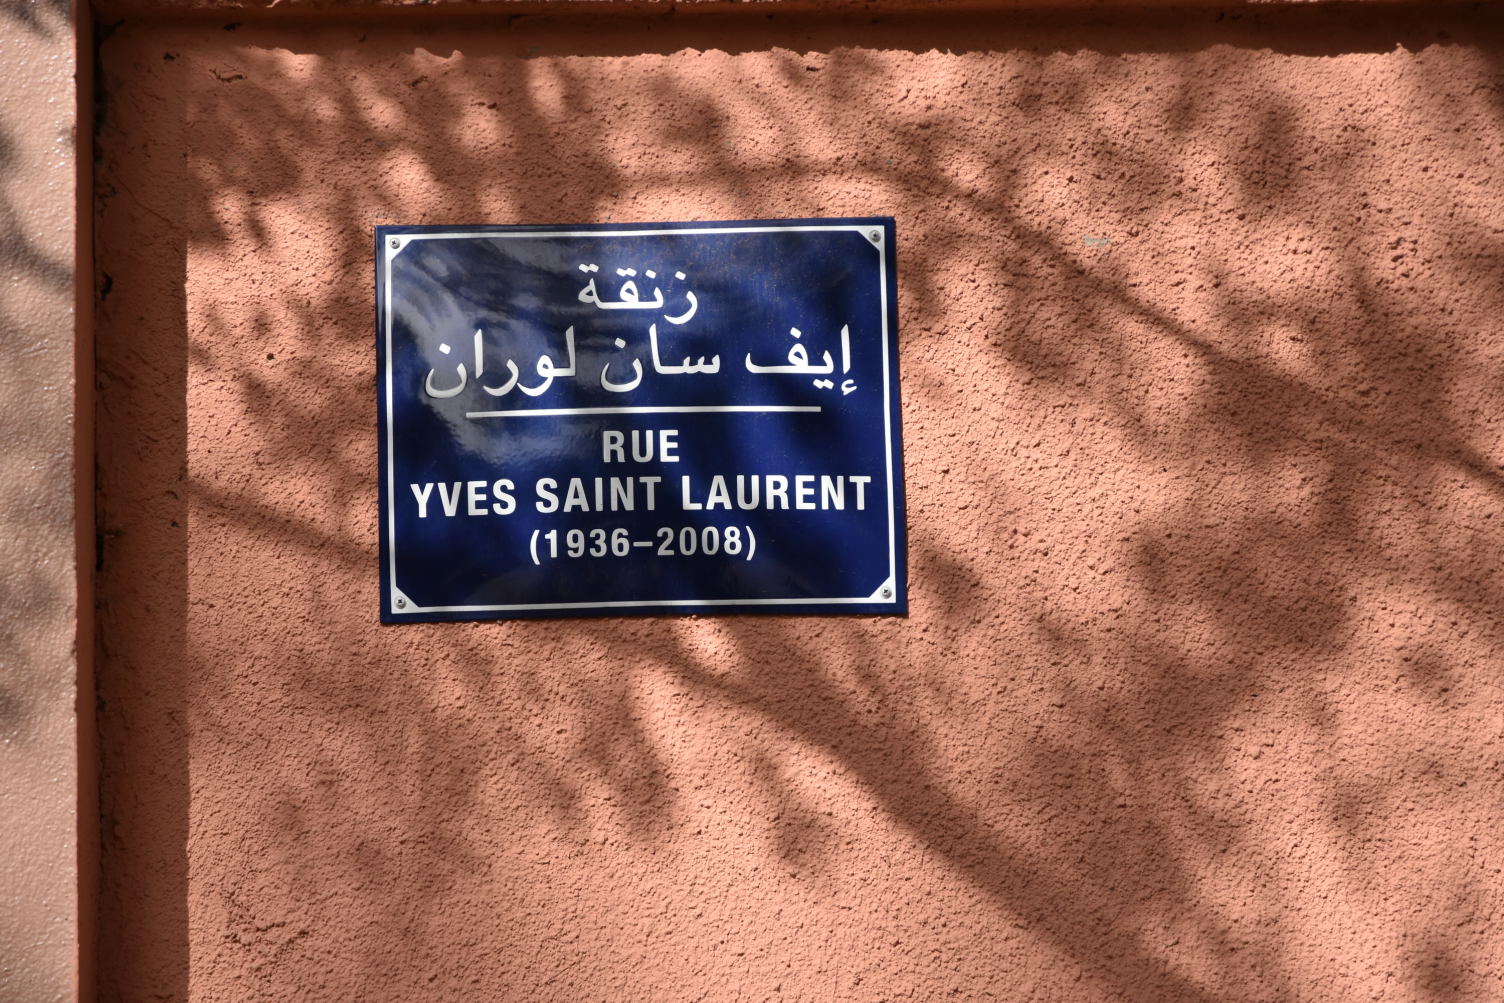 زنقة
إيف سان لوران
RUE
YVES SAINT LAURENT
(1936–2008)